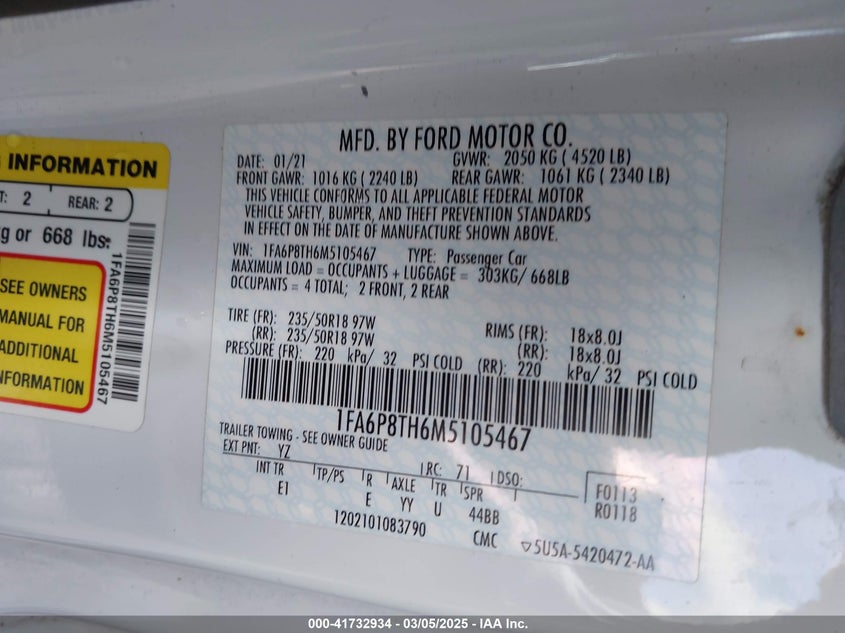 INFORMATION
T: 2
REAR: 2
g or 668 lbs.
SEE OWNERS
MANUAL FOR
ADDITIONAL
INFORMATION
1FA6P8TH6M5105467
MFD. BY FORD MOTOR CO.
DATE: 01/21 GVWR: 2050 KG ( 4520 LB)
FRONT GAWR: 1016 KG ( 2240 LB) REAR GAWR: 1061 KG ( 2340 LB)
THIS VEHICLE CONFORMS TO ALL APPLICABLE FEDERAL MOTOR
VEHICLE SAFETY, BUMPER, AND THEFT PREVENTION STANDARDS
IN EFFECT ON THE DATE OF MANUFACTURE SHOWN ABOVE.
VIN: 1FA6P8TH6M5105467 TYPE: Passenger Car
MAXIMUM LOAD = OCCUPANTS + LUGGAGE = 303KG/ 668LB
OCCUPANTS = 4 TOTAL; 2 FRONT, 2 REAR
TIRE (FR): 235/50R18 97W RIMS (FR): 18x8.0J
(RR): 235/50R18 97W (RR): 18x8.0J
PRESSURE (FR): 220 kPa/ 32 PSI COLD (RR): 220 kPa/ 32 PSI COLD
1FA6P8TH6M5105467
TRAILER TOWING - SEE OWNER GUIDE
EXT PNT: YZ RC: 71 DSO:
INT TR TP/PS R AXLE TR SPR
E1 E YY U 44BB
F0113
R0118
1202101083790 CMC ▽5U5A-5420472-AA
000-41732934 - 03/05/2025 - IAA Inc.